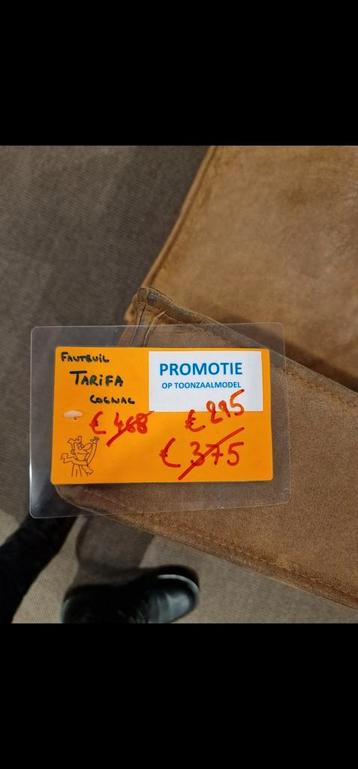 FAUTEUIL
TARIFA
COGNAC
PROMOTIE
OP TOONZAALMODEL
€ 468
€ 295
€ 375